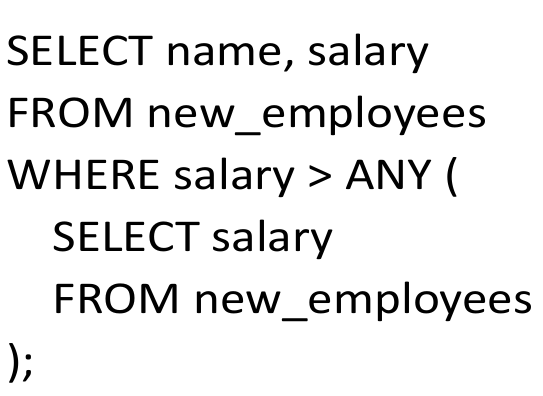 SELECT name, salary
FROM new_employees
WHERE salary > ANY (
SELECT salary
FROM new_employees
);